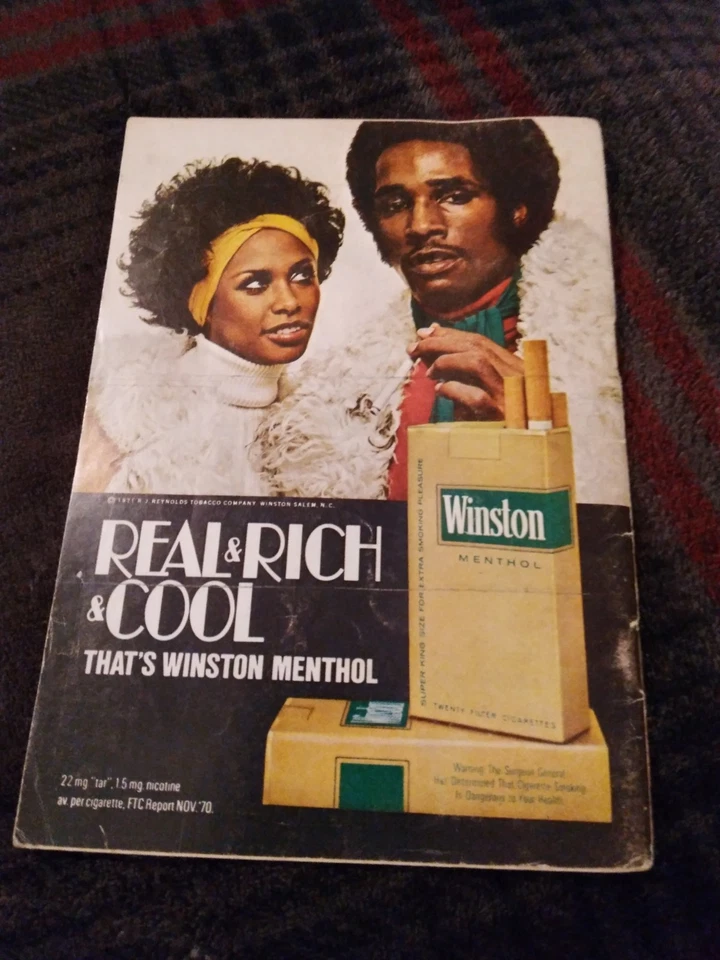 © 1971 R. J. REYNOLDS TOBACCO COMPANY, WINSTON SALEM, N.C.
REAL & RICH
& COOL
THAT'S WINSTON MENTHOL
SUPER KING SIZE FOR EXTRA SMOKING PLEASURE
Winston
MENTHOL
TWENTY FILTER CIGARETTES
22 mg "tar", 1.5 mg. nicotine
av. per cigarette, FTC Report NOV. '70.
Warning: The Surgeon General
Has Determined That Cigarette Smoking
Is Dangerous to Your Health.